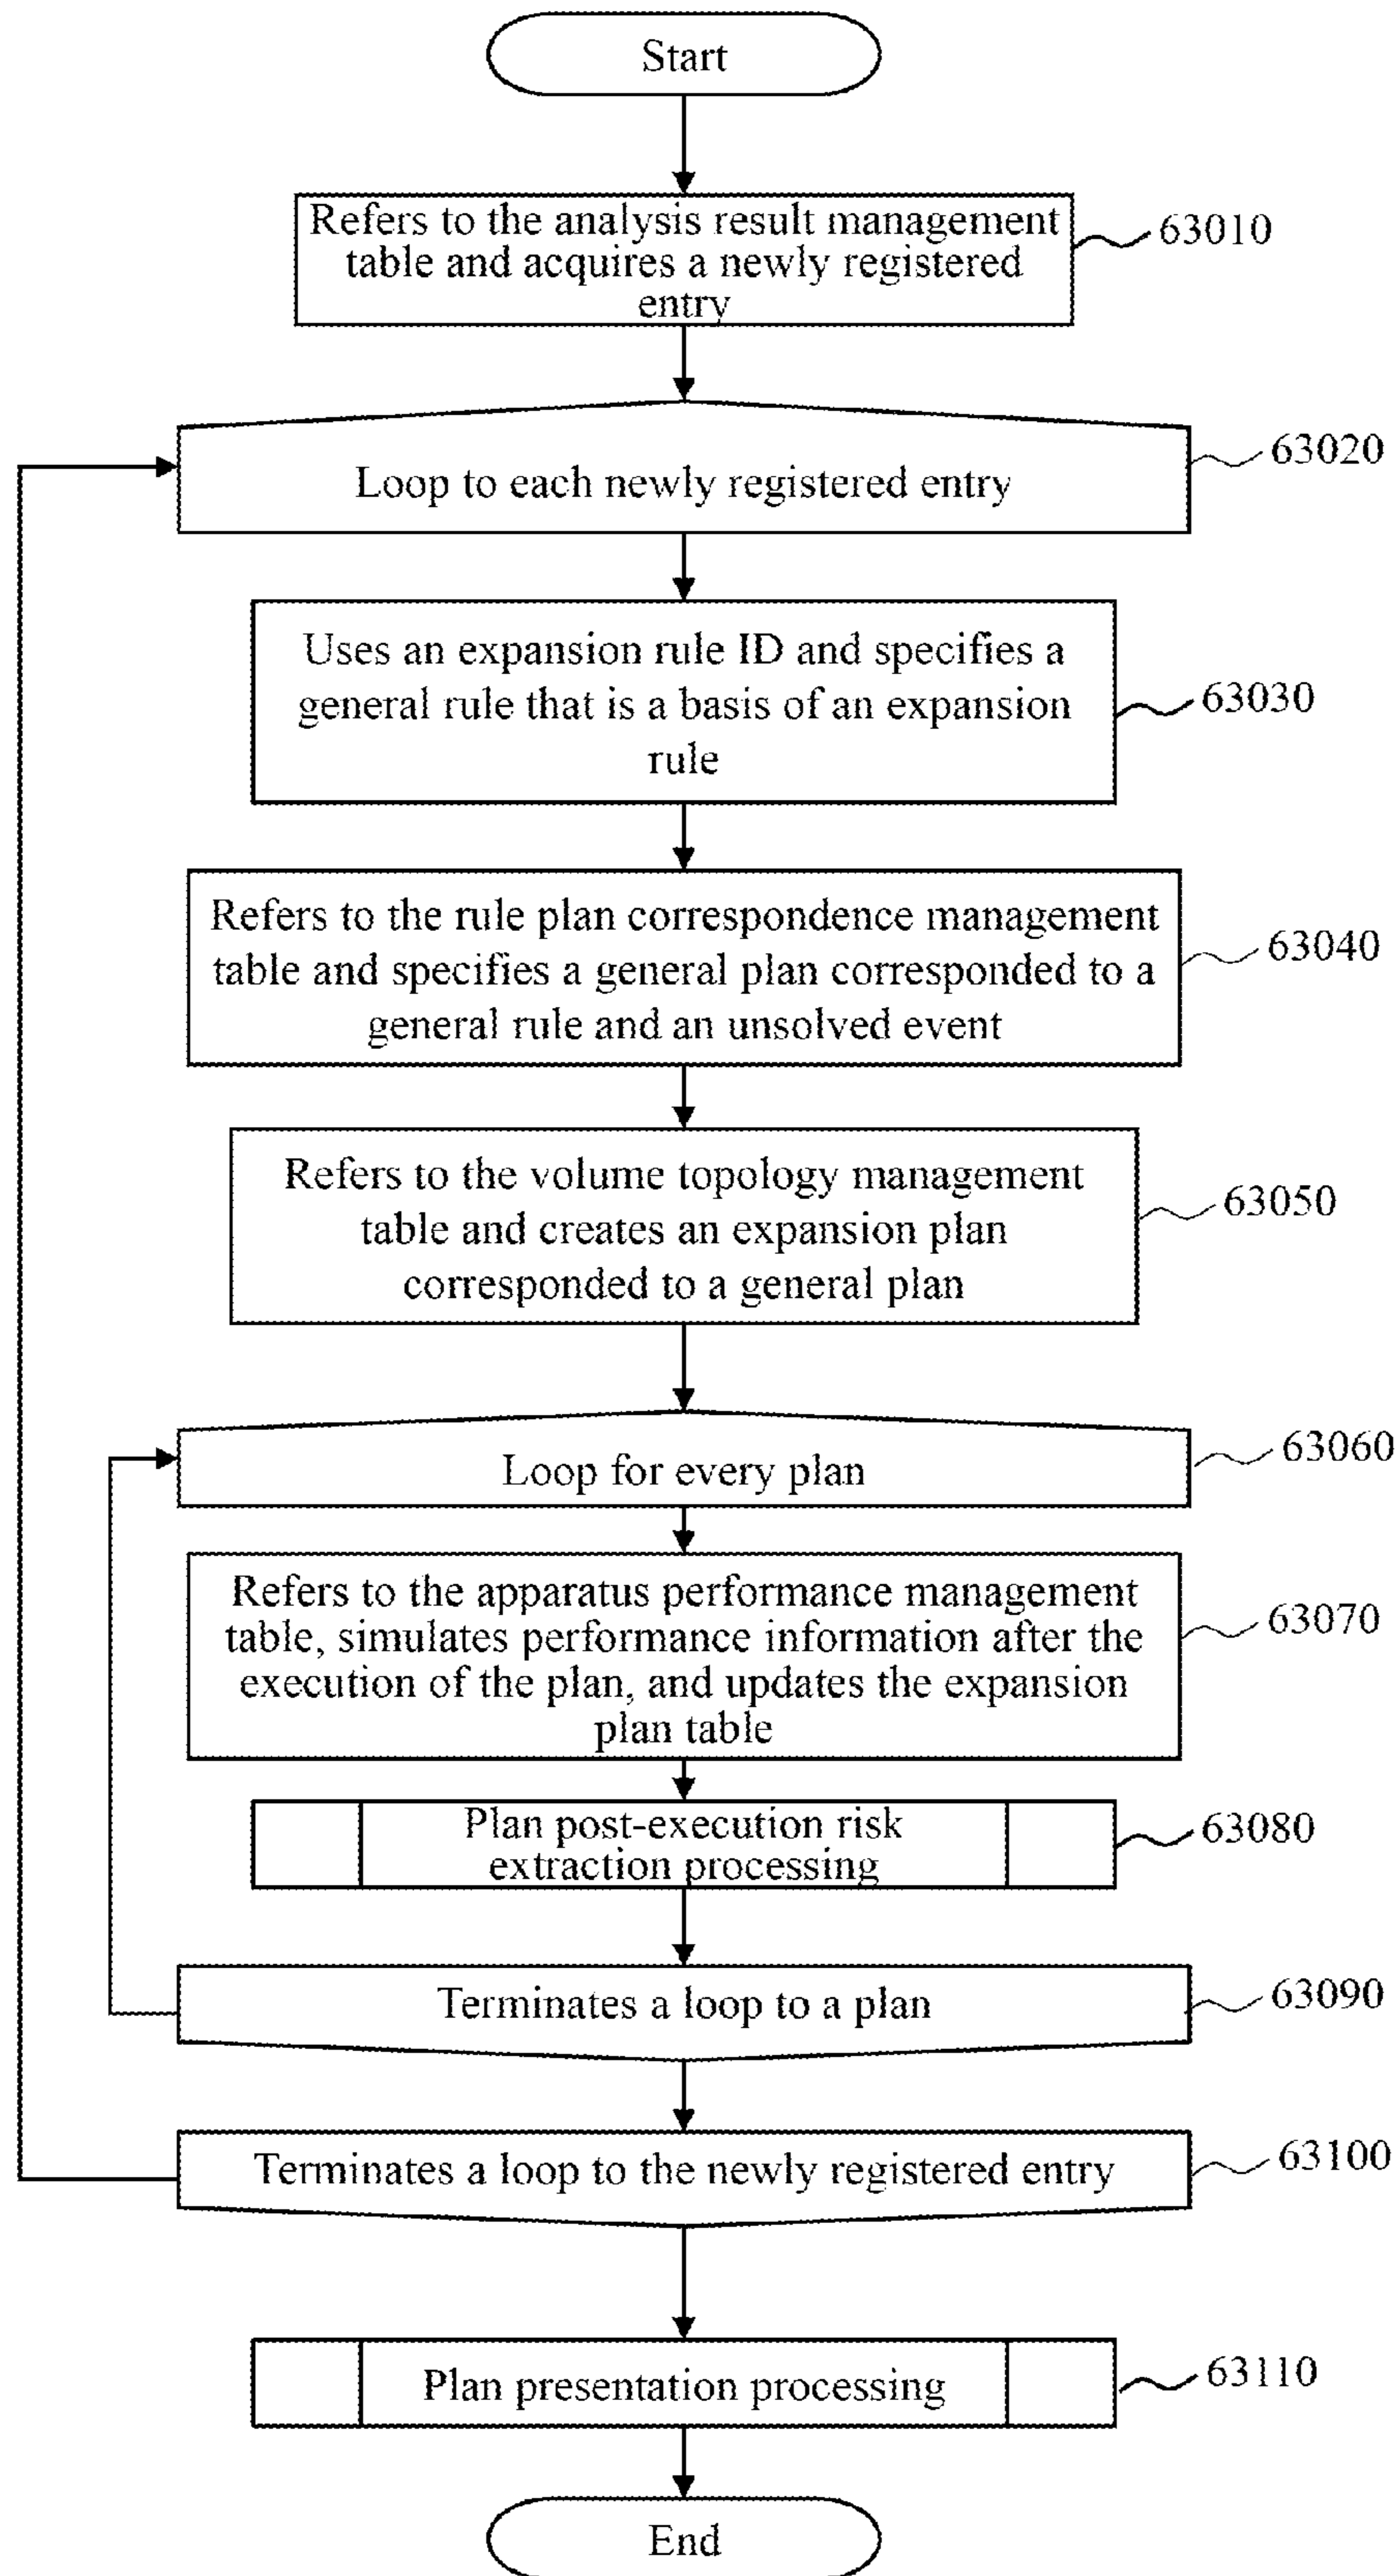 Start
Refers to the analysis result management
table and acquires a newly registered
entry
63010
Loop to each newly registered entry
63020
Uses an expansion rule ID and specifies a
general rule that is a basis of an expansion
rule
63030
Refers to the rule plan correspondence management
table and specifies a general plan corresponded to a
general rule and an unsolved event
63040
Refers to the volume topology management
table and creates an expansion plan
corresponded to a general plan
63050
Loop for every plan
63060
Refers to the apparatus performance management
table, simulates performance information after the
execution of the plan, and updates the expansion
plan table
63070
Plan post-execution risk
extraction processing
63080
Terminates a loop to a plan
63090
Terminates a loop to the newly registered entry
63100
Plan presentation processing
63110
End